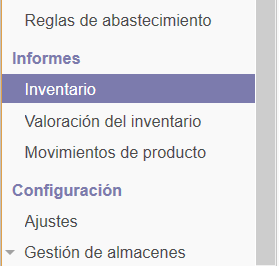 Reglas de abastecimiento
Informes
Inventario
Valoración del inventario
Movimientos de producto
Configuración
Ajustes
Gestión de almacenes